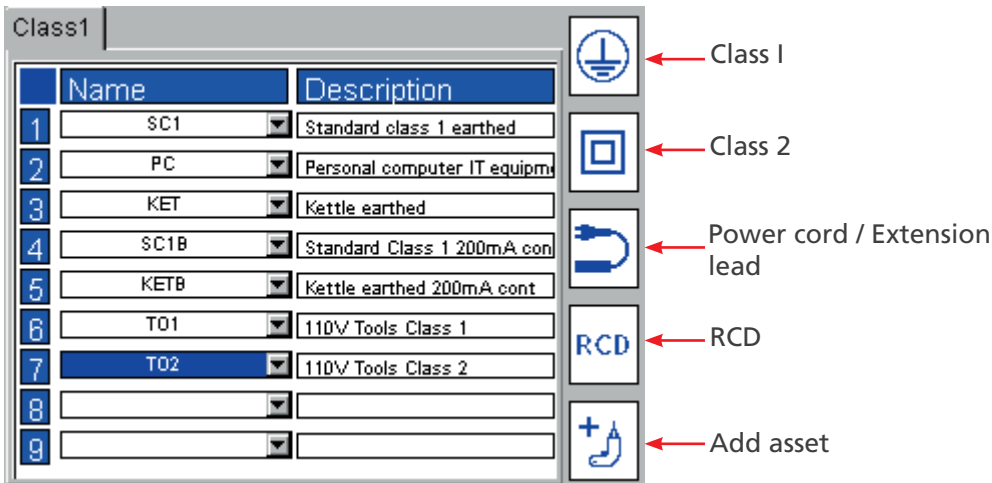 Class1
Class I
Name Description
1 SC1 Standard class 1 earthed
Class 2
2 PC Personal computer IT equipm
3 KET Kettle earthed
Power cord / Extension
lead
4 SC1B Standard Class 1 200mA con
5 KETB Kettle earthed 200mA cont
6 TO1 110V Tools Class 1
RCD RCD
7 TO2 110V Tools Class 2
8
9
Add asset